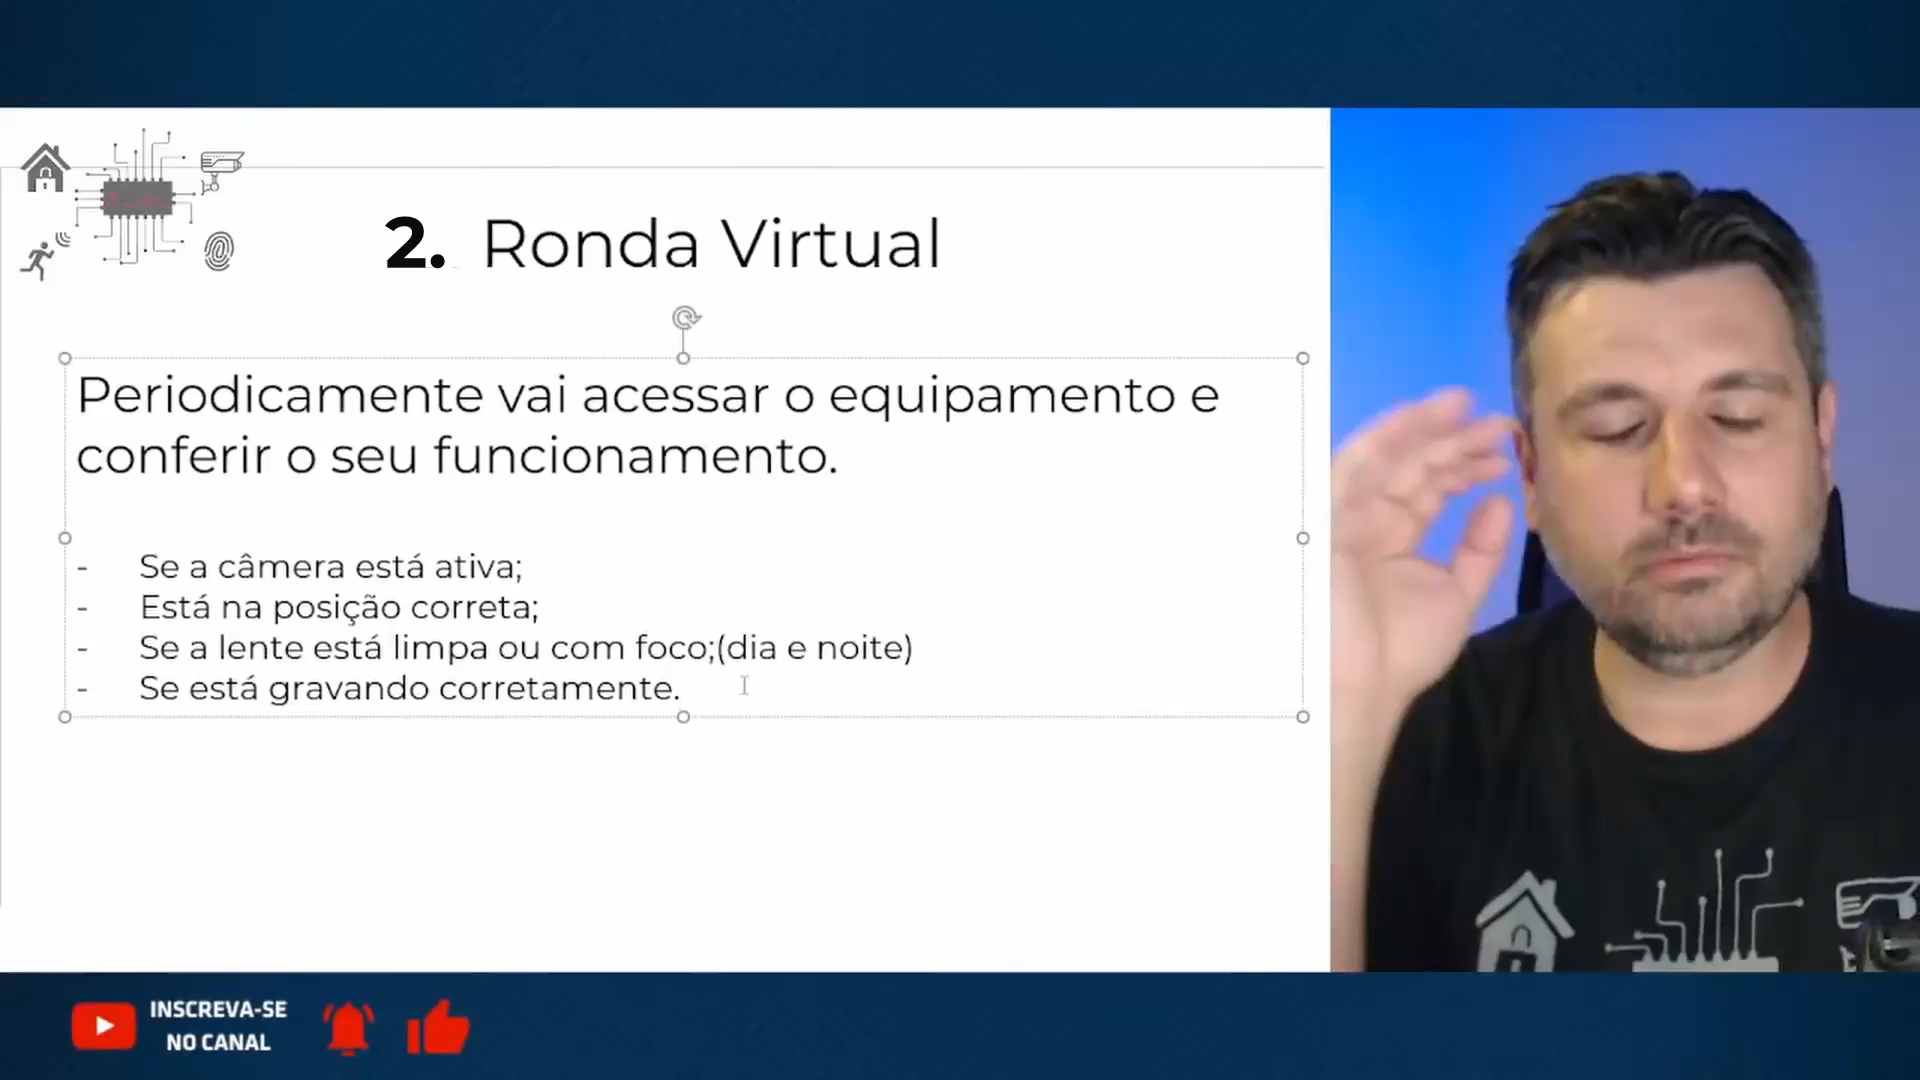 2. Ronda Virtual
Periodicamente vai acessar o equipamento e
conferir o seu funcionamento.
- Se a câmera está ativa;
- Está na posição correta;
- Se a lente está limpa ou com foco;(dia e noite)
- Se está gravando corretamente.
INSCREVA-SE
NO CANAL